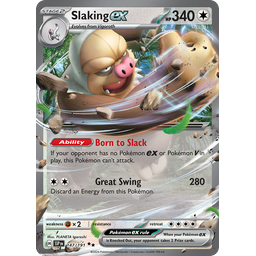 STAGE 2
Slaking ex
HP 340
Evolves from Vigoroth
Ability Born to Slack
If your opponent has no Pokémon ex or Pokémon V in
play, this Pokémon can't attack.
Great Swing 280
Discard an Energy from this Pokémon.
weakness ×2 resistance retreat
Pokémon ex rule
When your Pokémon ex
is Knocked Out, your opponent takes 2 Prize cards.
Illus. PLANETA Igarashi